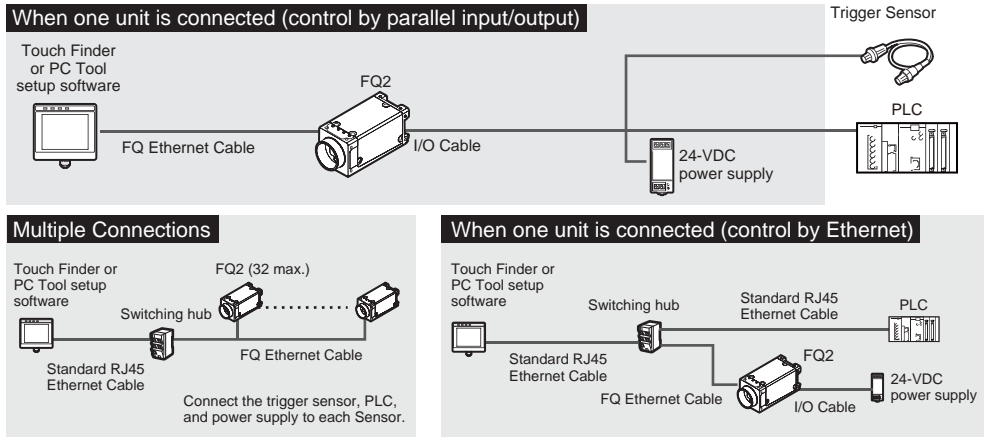 When one unit is connected (control by parallel input/output)
Trigger Sensor
Touch Finder
or PC Tool
setup software
FQ2
PLC
FQ Ethernet Cable
I/O Cable
24-VDC
power supply
Multiple Connections
Touch Finder or
PC Tool setup
software
FQ2 (32 max.)
Switching hub
FQ Ethernet Cable
Standard RJ45
Ethernet Cable
Connect the trigger sensor, PLC,
and power supply to each Sensor.
When one unit is connected (control by Ethernet)
Touch Finder or
PC Tool setup
software
Switching hub
Standard RJ45
Ethernet Cable
PLC
Standard RJ45
Ethernet Cable
FQ2
FQ Ethernet Cable
I/O Cable
24-VDC
power supply